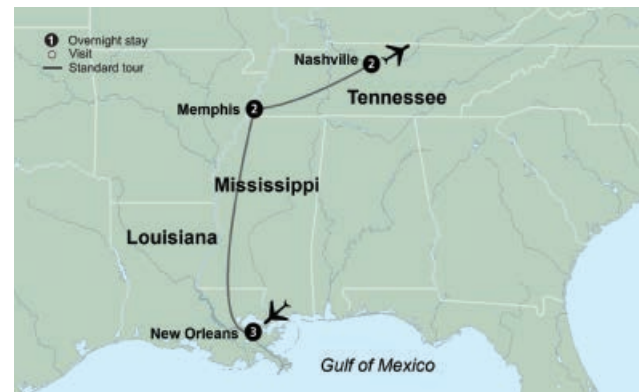 1 Overnight stay
Visit
Standard tour
Nashville 2
Tennessee
Memphis 2
Mississippi
Louisiana
New Orleans 3
Gulf of Mexico